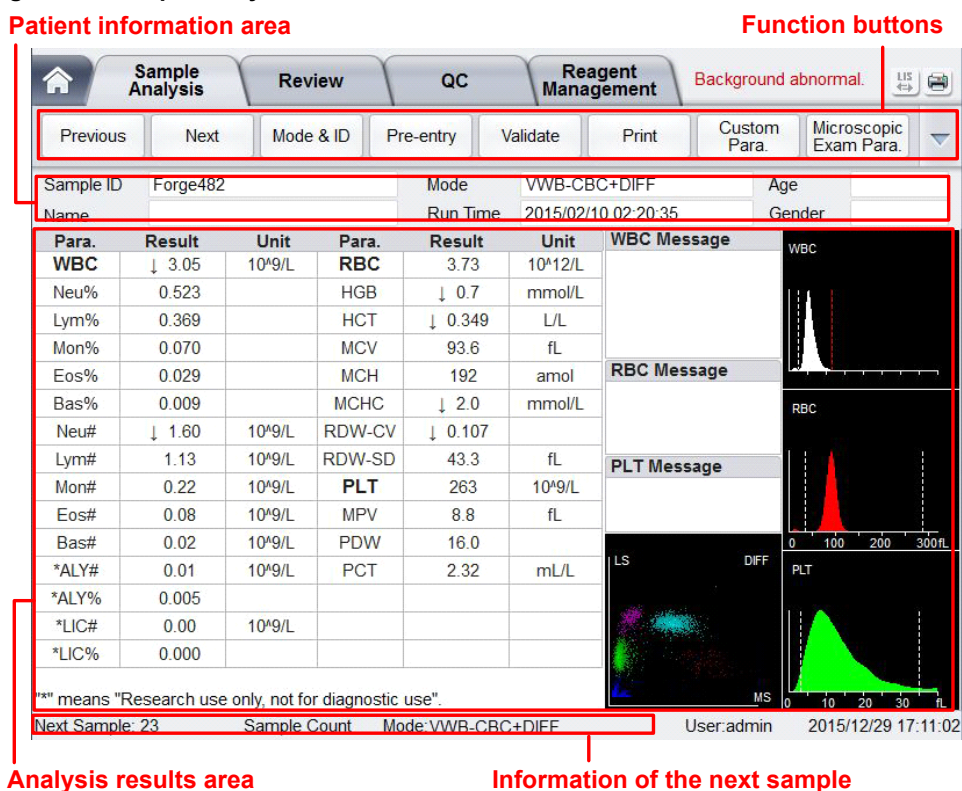 Patient information area
Function buttons
Sample Analysis
Review
QC
Reagent Management
Background abnormal.
LIS
Previous
Next
Mode & ID
Pre-entry
Validate
Print
Custom Para.
Microscopic Exam Para.
Sample ID Forge482 Mode VWB-CBC+DIFF Age
Name Run Time 2015/02/10 02:20:35 Gender
Para. Result Unit Para. Result Unit
WBC ↓ 3.05 10^9/L RBC 3.73 10^12/L
Neu% 0.523 HGB ↓ 0.7 mmol/L
Lym% 0.369 HCT ↓ 0.349 L/L
Mon% 0.070 MCV 93.6 fL
Eos% 0.029 MCH 192 amol
Bas% 0.009 MCHC ↓ 2.0 mmol/L
Neu# ↓ 1.60 10^9/L RDW-CV ↓ 0.107
Lym# 1.13 10^9/L RDW-SD 43.3 fL
Mon# 0.22 10^9/L PLT 263 10^9/L
Eos# 0.08 10^9/L MPV 8.8 fL
Bas# 0.02 10^9/L PDW 16.0
*ALY# 0.01 10^9/L PCT 2.32 mL/L
*ALY% 0.005
*LIC# 0.00 10^9/L
*LIC% 0.000
"*" means "Research use only, not for diagnostic use".
WBC Message
RBC Message
PLT Message
LS DIFF
MS
WBC
RBC
0 100 200 300fL
PLT
0 10 20 30 fL
Next Sample: 23 Sample Count Mode:VWB-CBC+DIFF User:admin 2015/12/29 17:11:02
Analysis results area
Information of the next sample